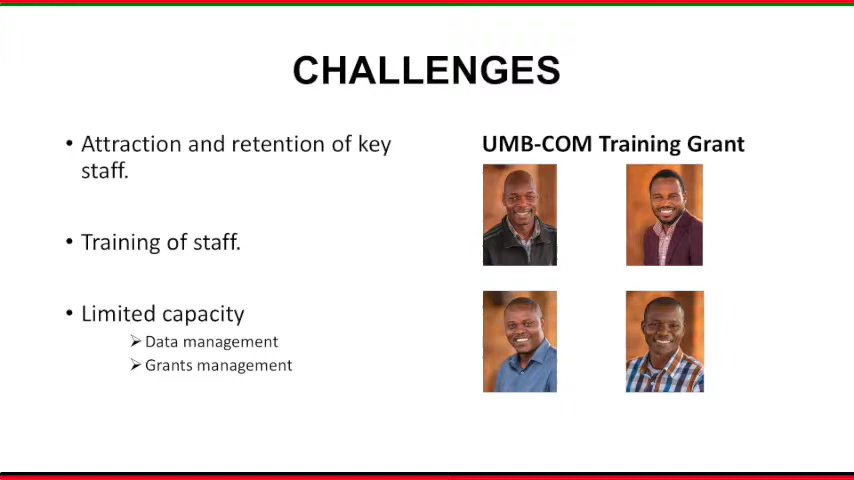 CHALLENGES
• Attraction and retention of key
staff.
• Training of staff.
• Limited capacity
➢ Data management
➢ Grants management
UMB-COM Training Grant